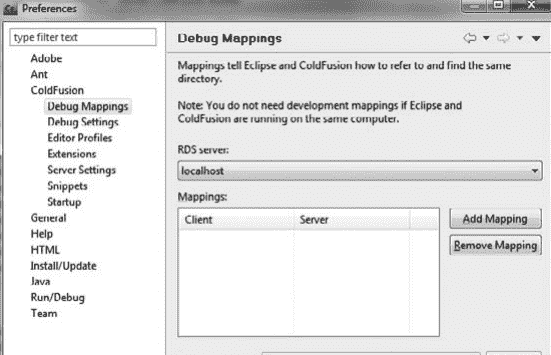 Preferences
type filter text
Adobe
Ant
ColdFusion
Debug Mappings
Debug Settings
Editor Profiles
Extensions
Server Settings
Snippets
Startup
General
Help
HTML
Install/Update
Java
Run/Debug
Team
Debug Mappings
Mappings tell Eclipse and ColdFusion how to refer to and find the same
directory.
Note: You do not need development mappings if Eclipse and
ColdFusion are running on the same computer.
RDS server:
localhost
Mappings:
Client Server
Add Mapping
Remove Mapping